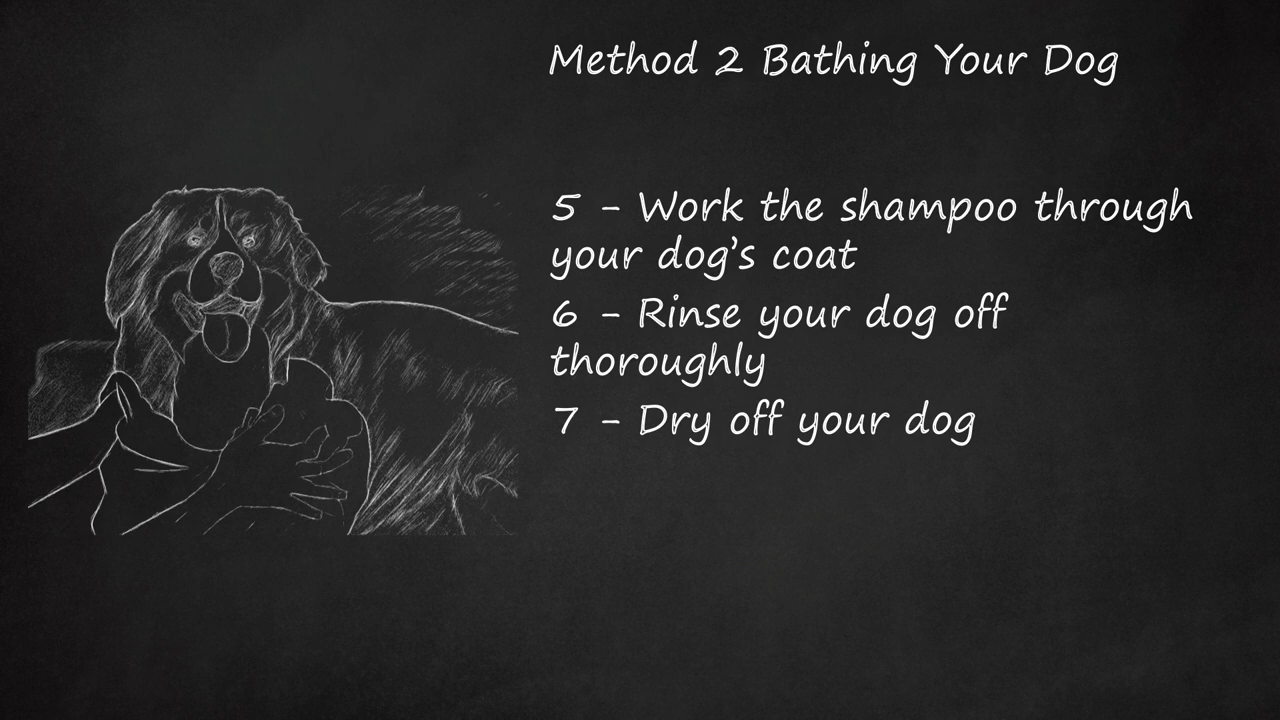 Method 2 Bathing Your Dog
5 - Work the shampoo through
your dog's coat
6 - Rinse your dog off
thoroughly
7 - Dry off your dog